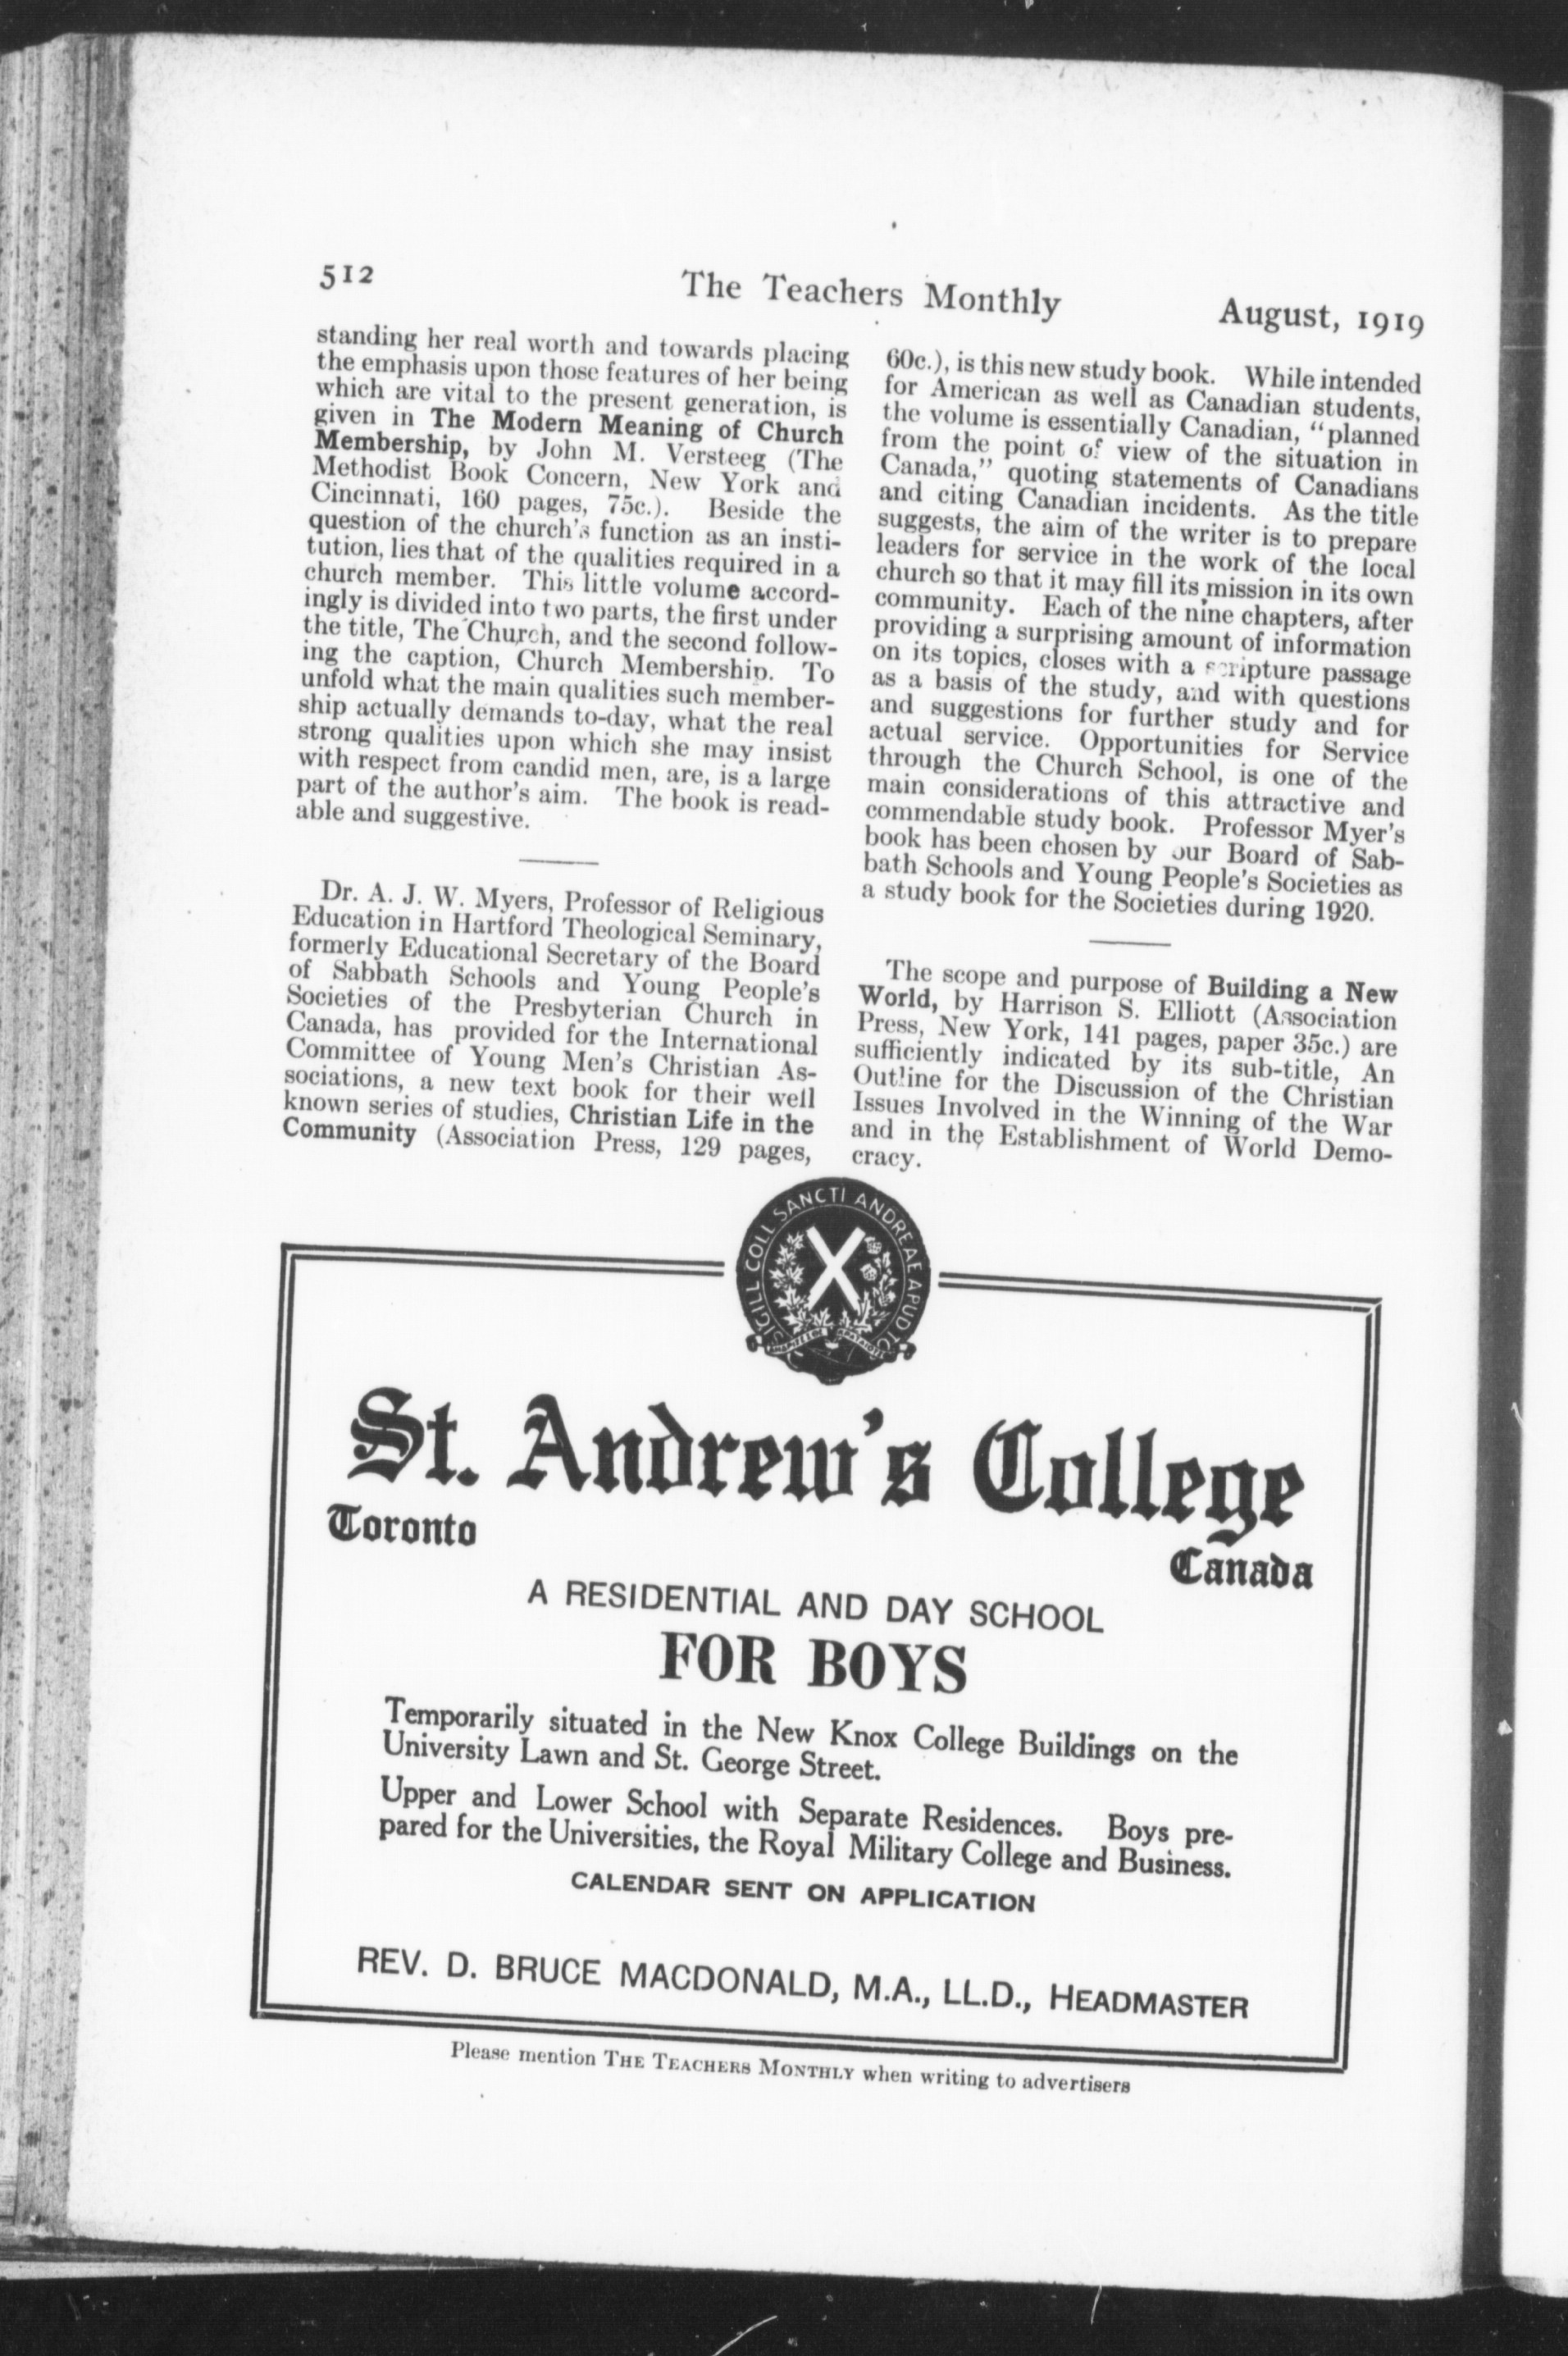 512
The Teachers Monthly
August, 1919
standing her real worth and towards placing
the emphasis upon those features of her being
which are vital to the present generation, is
given in The Modern Meaning of Church
Membership, by John M. Versteeg (The
Methodist Book Concern, New York and
Cincinnati, 160 pages, 75c.). Beside the
question of the church's function as an insti-
tution, lies that of the qualities required in a
church member. This little volume accord-
ingly is divided into two parts, the first under
the title, The Church, and the second follow-
ing the caption, Church Membership. To
unfold what the main qualities such member-
ship actually demands to-day, what the real
strong qualities upon which she may insist
with respect from candid men, are, is a large
part of the author's aim. The book is read-
able and suggestive.
Dr. A. J. W. Myers, Professor of Religious
Education in Hartford Theological Seminary,
formerly Educational Secretary of the Board
of Sabbath Schools and Young People's
Societies of the Presbyterian Church in
Canada, has provided for the International
Committee of Young Men's Christian As-
sociations, a new text book for their well
known series of studies, Christian Life in the
Community (Association Press, 129 pages,
60c.), is this new study book. While intended
for American as well as Canadian students,
the volume is essentially Canadian, "planned
from the point of view of the situation in
Canada," quoting statements of Canadians
and citing Canadian incidents. As the title
suggests, the aim of the writer is to prepare
leaders for service in the work of the local
church so that it may fill its mission in its own
community. Each of the nine chapters, after
providing a surprising amount of information
on its topics, closes with a scripture passage
as a basis of the study, and with questions
and suggestions for further study and for
actual service. Opportunities for Service
through the Church School, is one of the
main considerations of this attractive and
commendable study book. Professor Myer's
book has been chosen by our Board of Sab-
bath Schools and Young People's Societies as
a study book for the Societies during 1920.
The scope and purpose of Building a New
World, by Harrison S. Elliott (Association
Press, New York, 141 pages, paper 35c.) are
sufficiently indicated by its sub-title, An
Outline for the Discussion of the Christian
Issues Involved in the Winning of the War
and in the Establishment of World Demo-
cracy.
SIGILL COLL SANCTI ANDREAE APUD TO
St. Andrew's College
Toronto
Canada
A RESIDENTIAL AND DAY SCHOOL
FOR BOYS
Temporarily situated in the New Knox College Buildings on the
University Lawn and St. George Street.
Upper and Lower School with Separate Residences. Boys pre-
pared for the Universities, the Royal Military College and Business.
CALENDAR SENT ON APPLICATION
REV. D. BRUCE MACDONALD, M.A., LL.D., HEADMASTER
Please mention THE TEACHERS MONTHLY when writing to advertisers